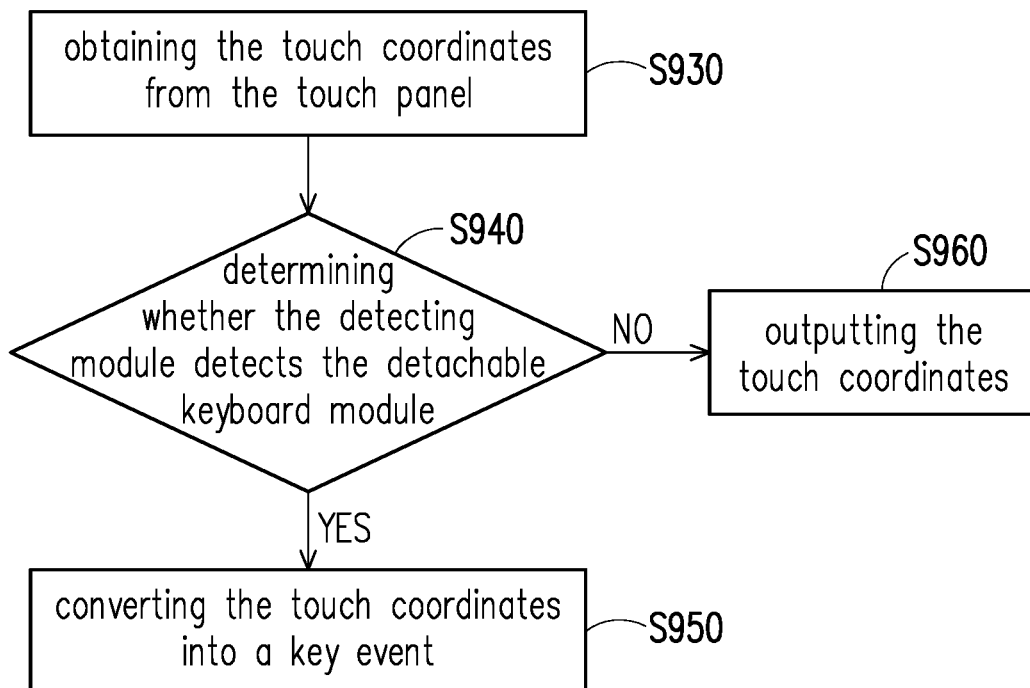 obtaining the touch coordinates
from the touch panel
S930
S940
determining
whether the detecting
module detects the detachable
keyboard module
NO
S960
outputting the
touch coordinates
YES
converting the touch coordinates
into a key event
S950